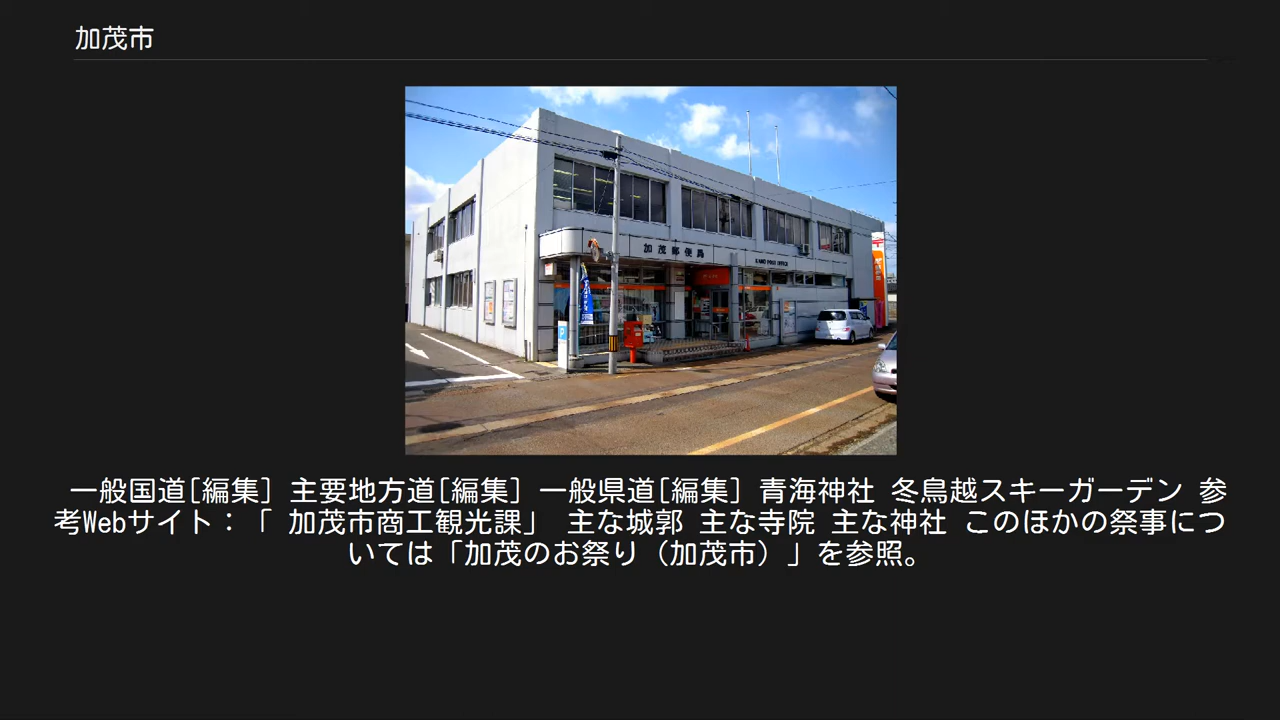 加茂市
加茂郵便局
KAMO POST OFFICE
一般国道[編集] 主要地方道[編集] 一般県道[編集] 青海神社 冬鳥越スキーガーデン 参
考Webサイト：「 加茂市商工観光課」 主な城郭 主な寺院 主な神社 このほかの祭事につ
いては「加茂のお祭り（加茂市）」を参照。